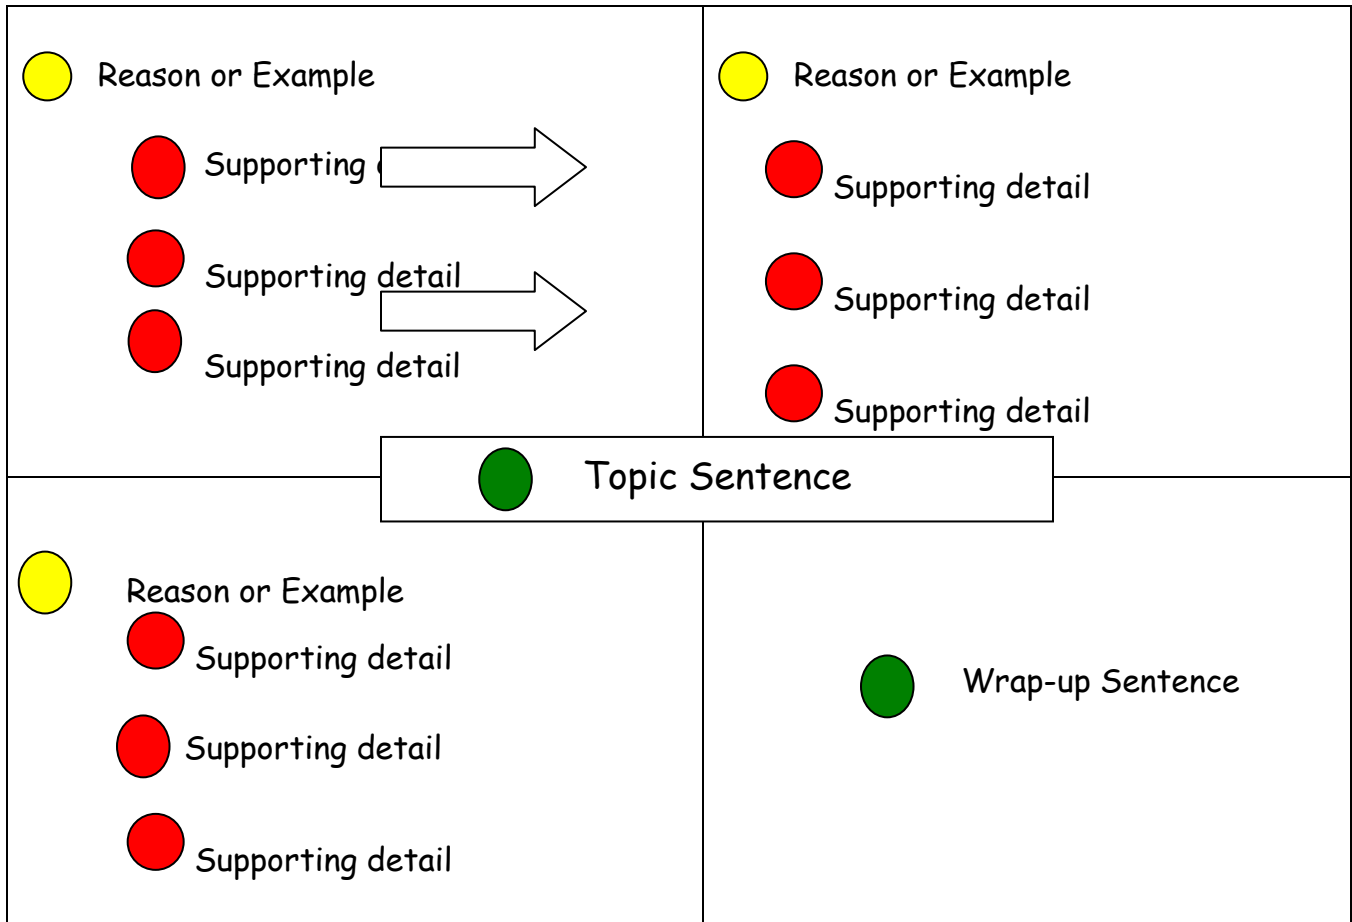 Reason or Example
Supporting
Supporting detail
Supporting detail
Reason or Example
Supporting detail
Supporting detail
Supporting detail
Topic Sentence
Reason or Example
Supporting detail
Supporting detail
Supporting detail
Wrap-up Sentence